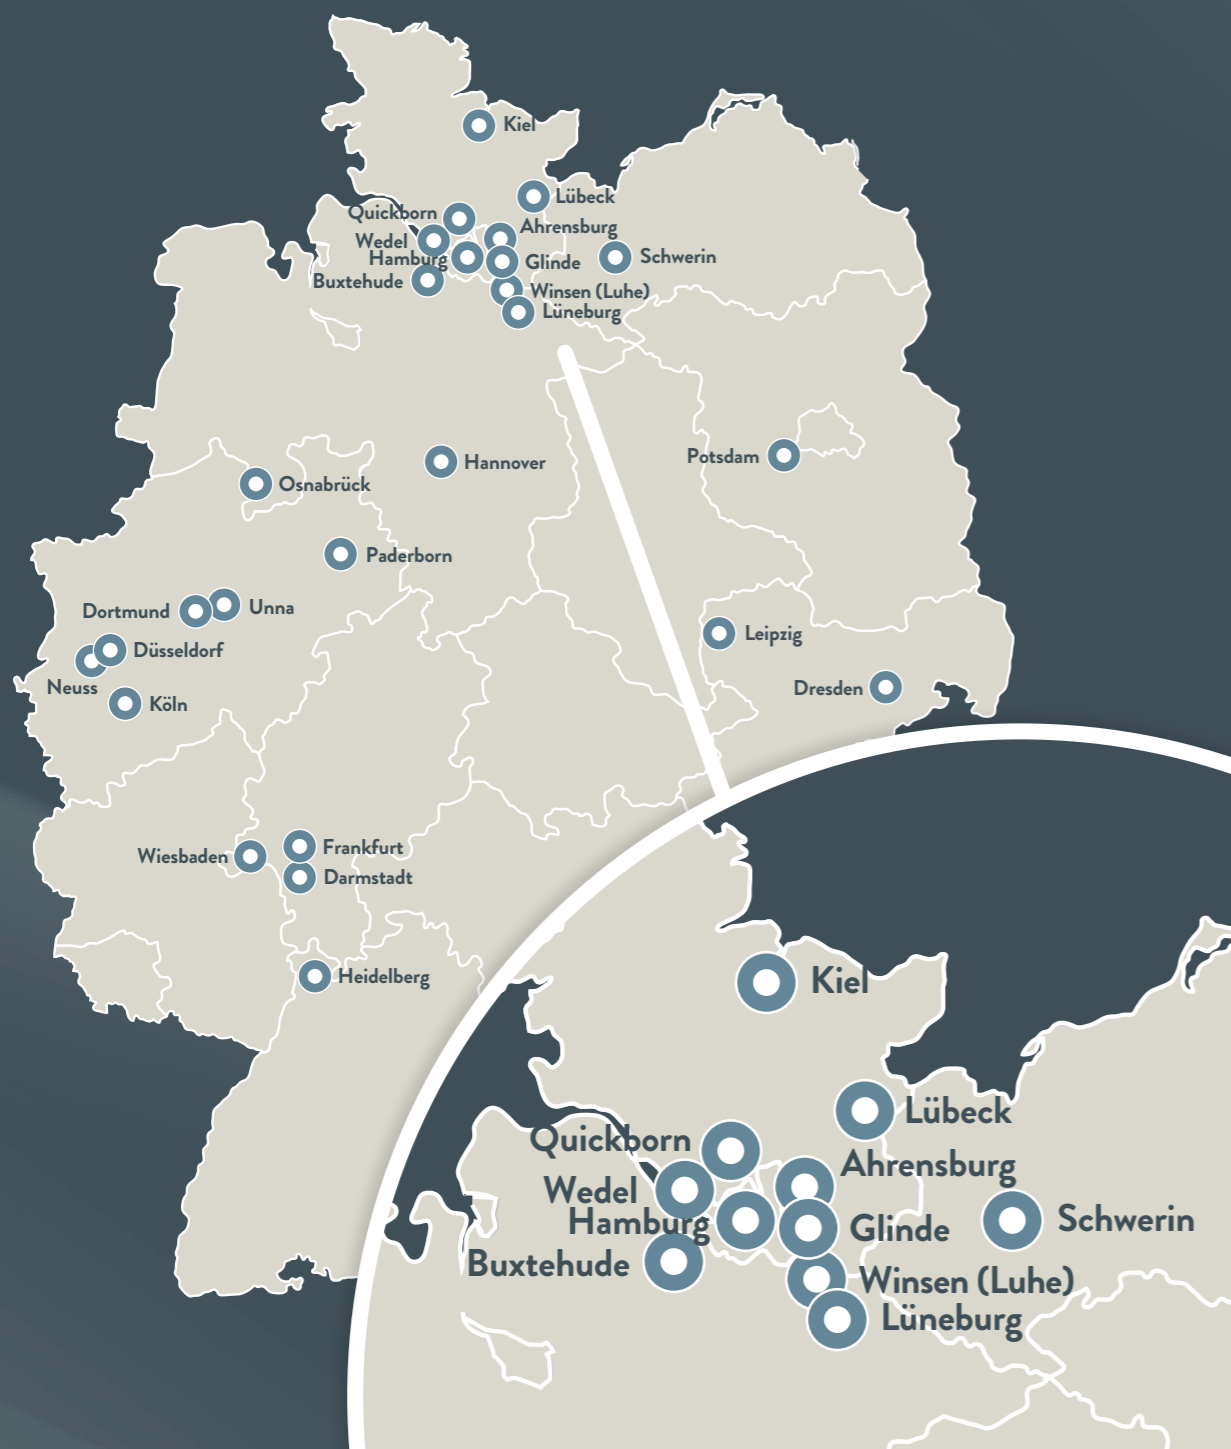 Kiel
Lübeck
Quickborn
Ahrensburg
Wedel
Hamburg
Glinde
Schwerin
Buxtehude
Winsen (Luhe)
Lüneburg
Potsdam
Hannover
Osnabrück
Paderborn
Dortmund
Unna
Leipzig
Düsseldorf
Neuss
Dresden
Köln
Wiesbaden
Frankfurt
Darmstadt
Heidelberg
Kiel
Lübeck
Quickborn
Ahrensburg
Wedel
Hamburg
Glinde
Schwerin
Buxtehude
Winsen (Luhe)
Lüneburg